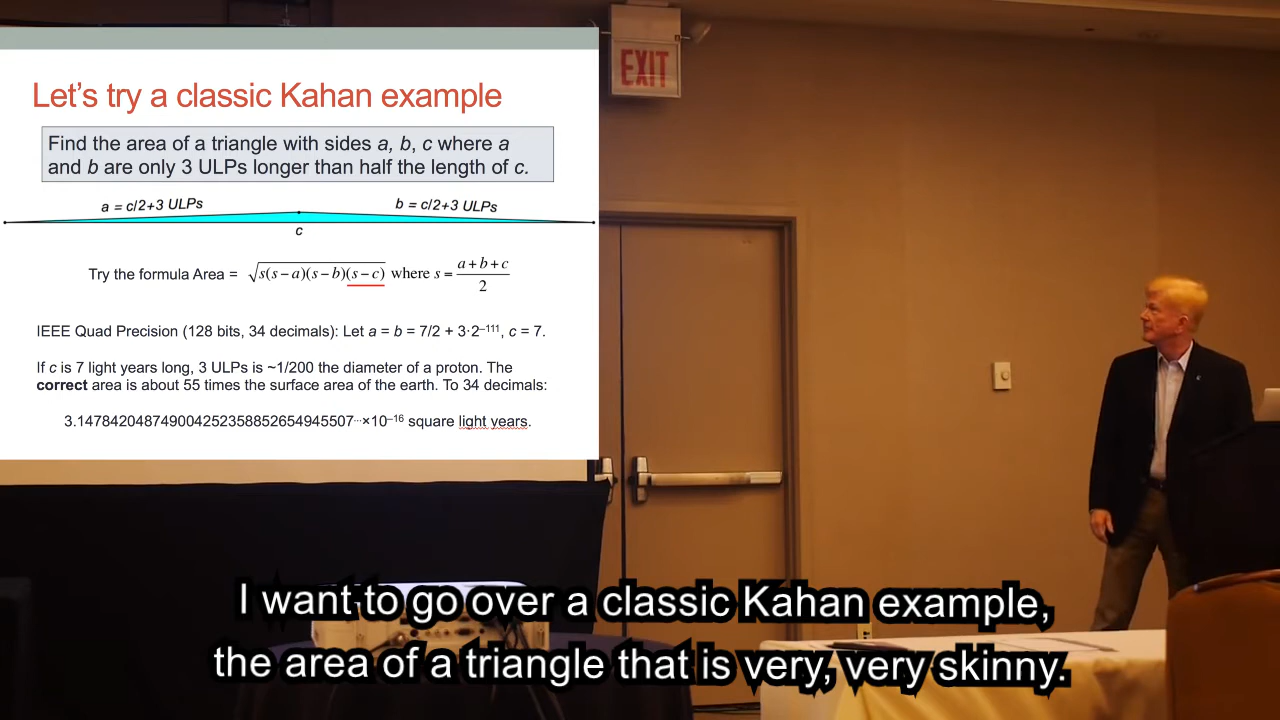 EXIT
Let's try a classic Kahan example
Find the area of a triangle with sides a, b, c where a
and b are only 3 ULPs longer than half the length of c.
a = c/2+3 ULPs
b = c/2+3 ULPs
c
Try the formula Area = √s(s−a)(s−b)(s−c) where s = (a+b+c)/2
IEEE Quad Precision (128 bits, 34 decimals): Let a = b = 7/2 + 3·2⁻¹¹¹, c = 7.
If c is 7 light years long, 3 ULPs is ~1/200 the diameter of a proton. The
correct area is about 55 times the surface area of the earth. To 34 decimals:
3.147842048749004252358852654945507···×10⁻¹⁶ square light years.
I want to go over a classic Kahan example,
the area of a triangle that is very, very skinny.